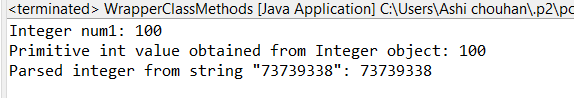 <terminated> WrapperClassMethods [Java Application] C:\Users\Ashi chouhan\.p2\po
Integer num1: 100
Primitive int value obtained from Integer object: 100
Parsed integer from string "73739338": 73739338